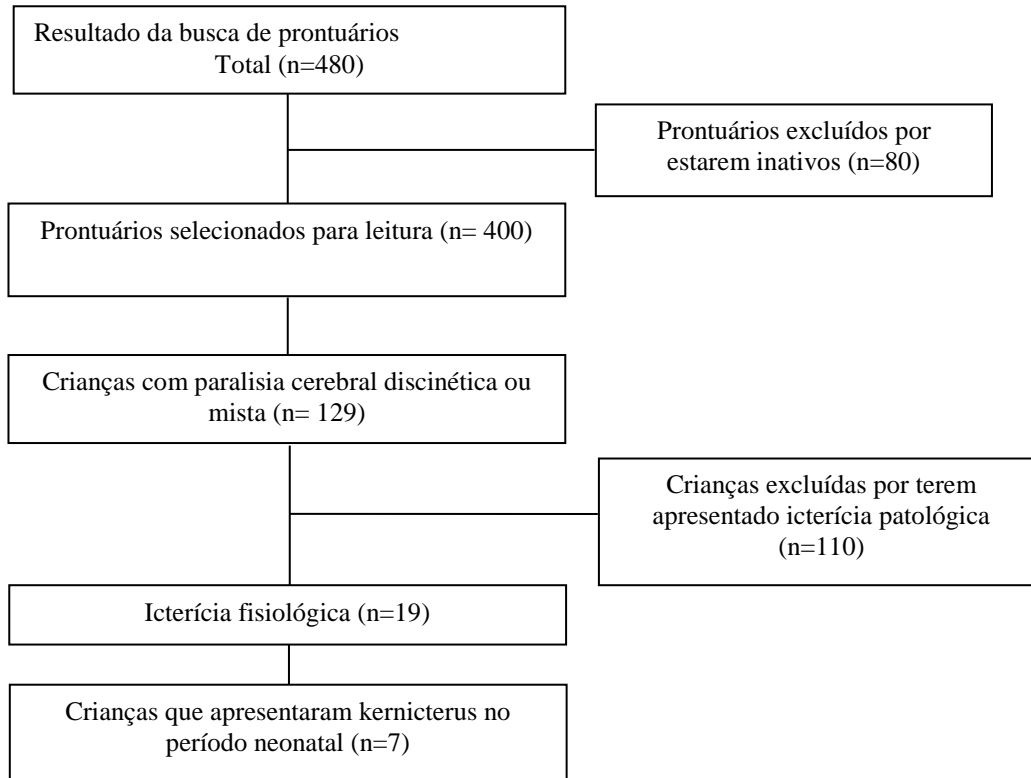 Resultado da busca de prontuários
Total (n=480)
Prontuários excluídos por
estarem inativos (n=80)
Prontuários selecionados para leitura (n= 400)
Crianças com paralisia cerebral discinética ou
mista (n= 129)
Crianças excluídas por terem
apresentado icterícia patológica
(n=110)
Icterícia fisiológica (n=19)
Crianças que apresentaram kernicterus no
período neonatal (n=7)